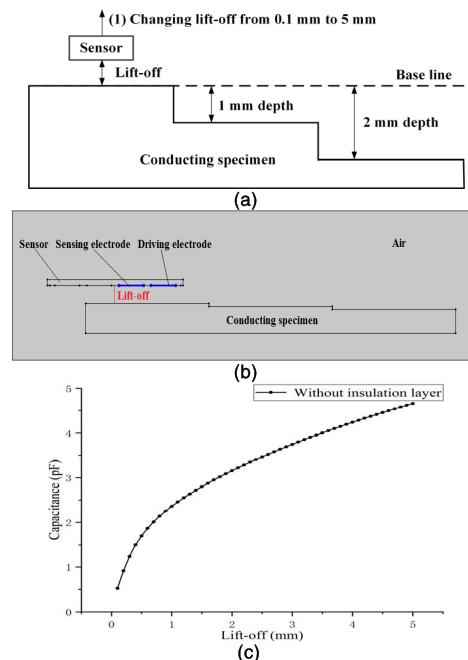 (1) Changing lift-off from 0.1 mm to 5 mm
Sensor
Lift-off
Base line
1 mm depth
2 mm depth
Conducting specimen
(a)
Air
Sensor Sensing electrode Driving electrode
Lift-off
Conducting specimen
(b)
Without insulation layer
Capacitance (pF)
5
4
3
2
1
0
0 1 2 3 4 5
Lift-off (mm)
(c)